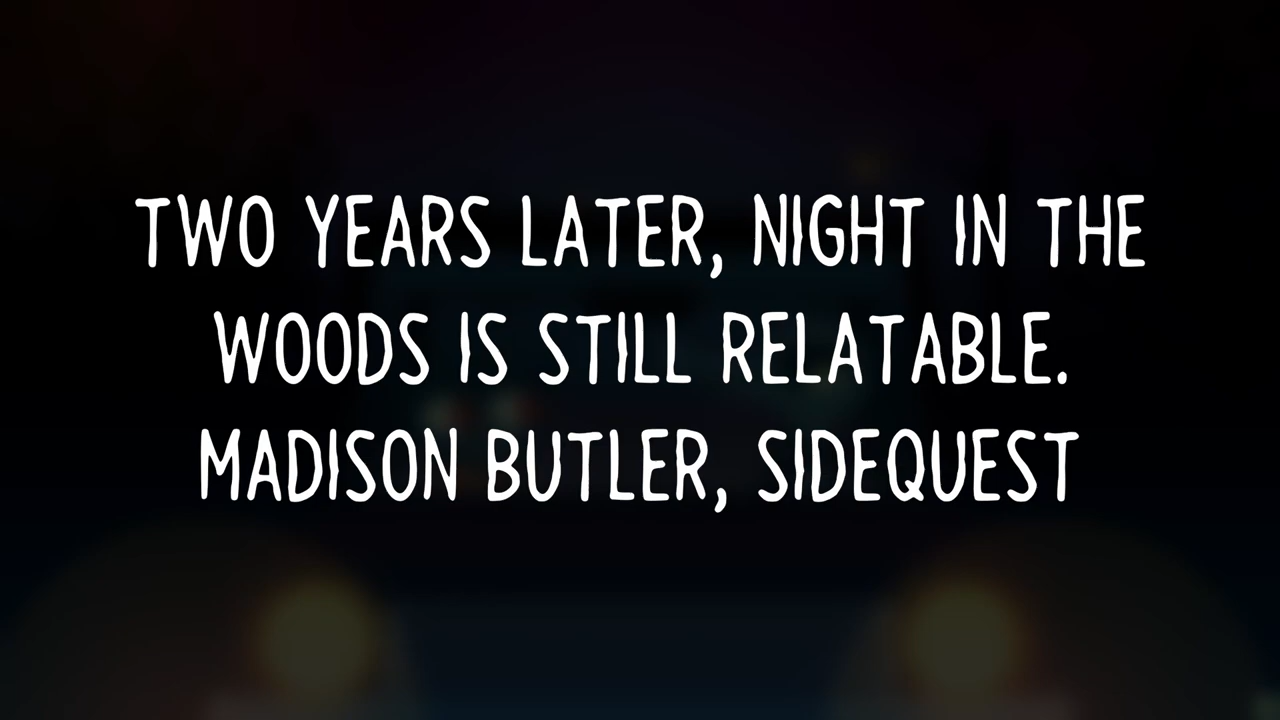 TWO YEARS LATER, NIGHT IN THE
WOODS IS STILL RELATABLE.
MADISON BUTLER, SIDEQUEST